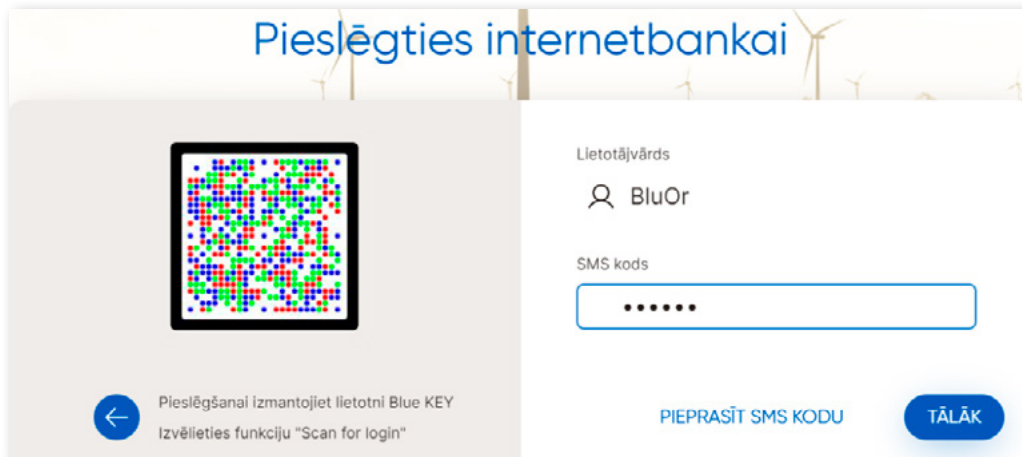 Pieslēgties internetbankai
Lietotājvārds
BluOr
SMS kods
••••••
Pieslēgšanai izmantojiet lietotni Blue KEY
Izvēlieties funkciju "Scan for login"
PIEPRASĪT SMS KODU
TĀLĀK